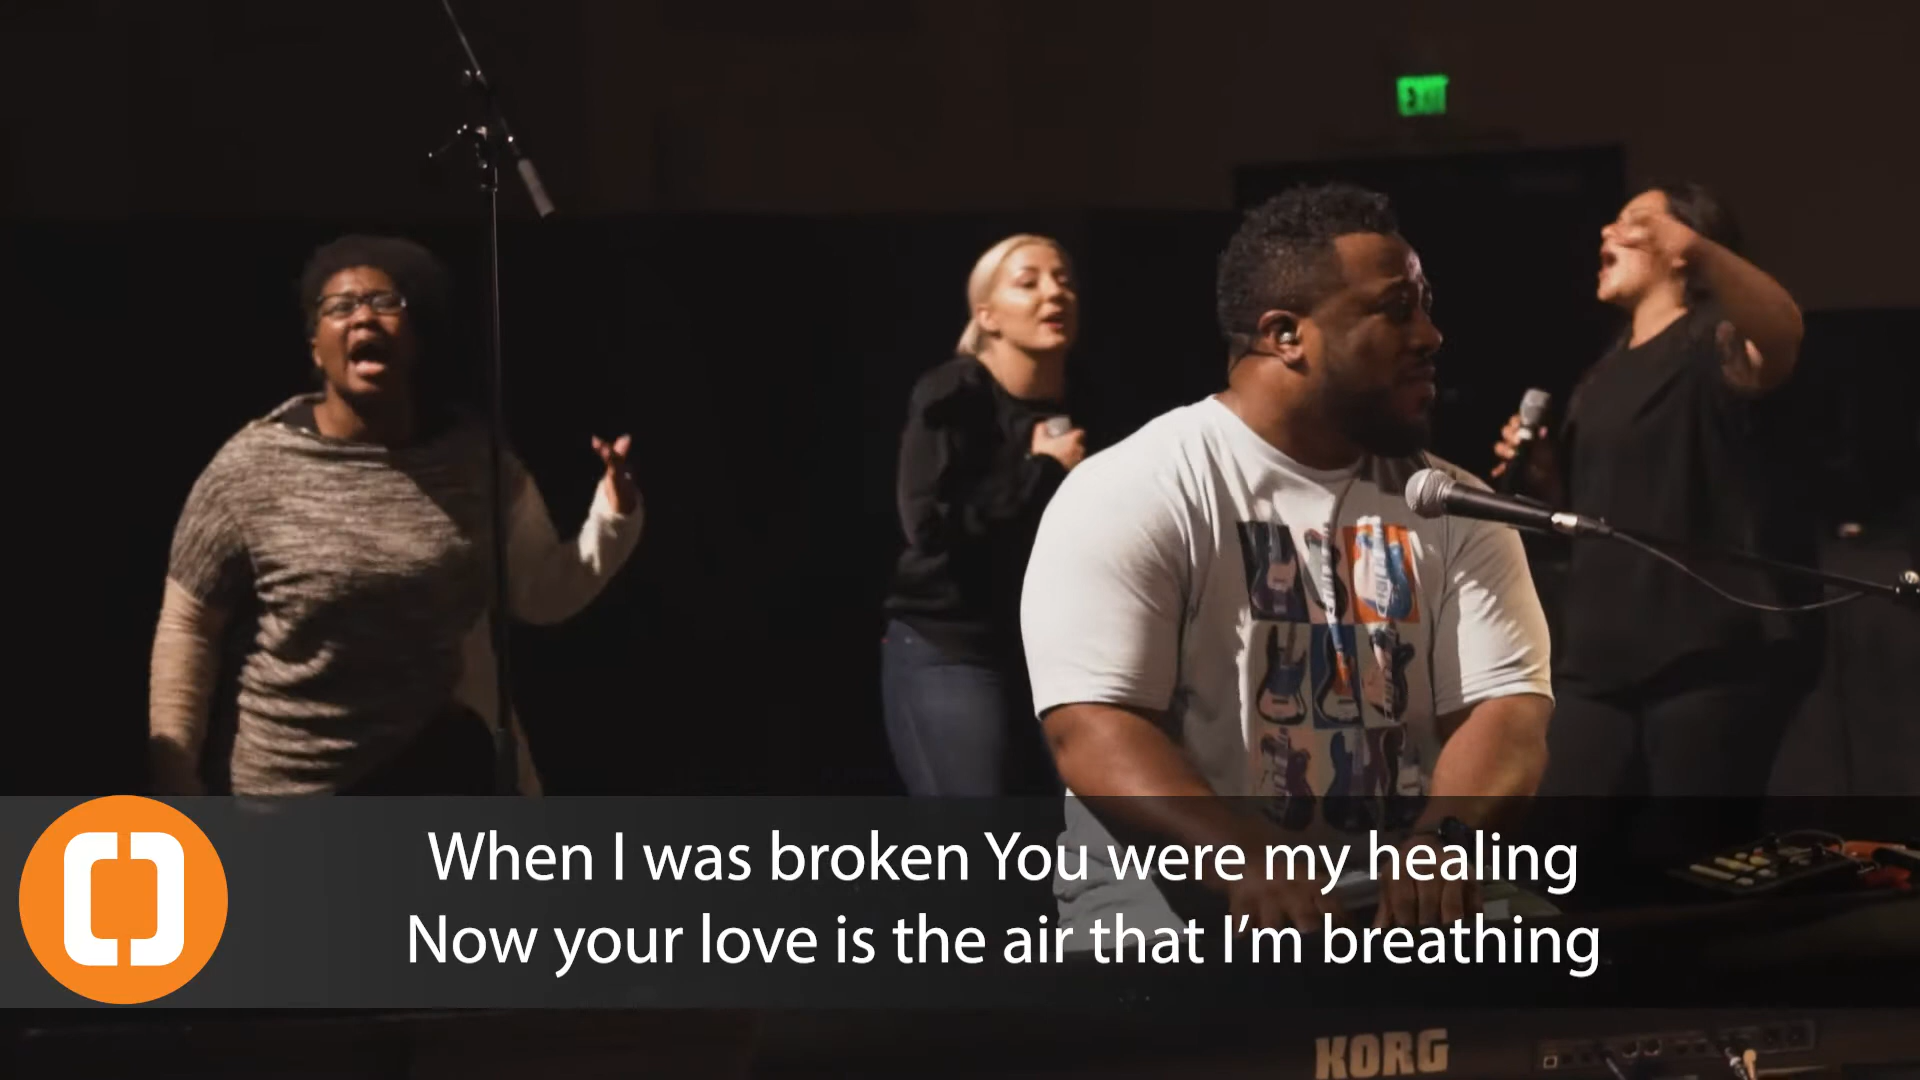 EXIT
When I was broken You were my healing
Now your love is the air that I’m breathing
KORG